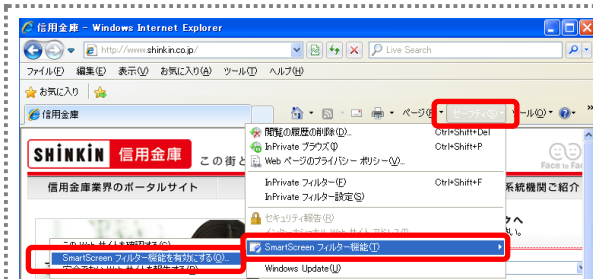 信用金庫 - Windows Internet Explorer
http://www.shinkin.co.jp/
Live Search
ファイル(F) 編集(E) 表示(V) お気に入り(A) ツール(T) ヘルプ(H)
お気に入り
信用金庫
ページ(P) セーフティ(S) ツール(O)
閲覧の履歴の削除(D)... Ctrl+Shift+Del
InPrivate ブラウズ(I) Ctrl+Shift+P
Web ページのプライバシー ポリシー(V)...
SHINKIN 信用金庫 この街と
Face to Fac
信用金庫業界のポータルサイト
InPrivate フィルター(F) Ctrl+Shift+F
InPrivate フィルター設定(S)
系統機関ご紹介
セキュリティ報告(R)
SmartScreen フィルター機能(T)
この Web サイトを確認する(C)
SmartScreen フィルター機能を有効にする(O)...
Windows Update(U)